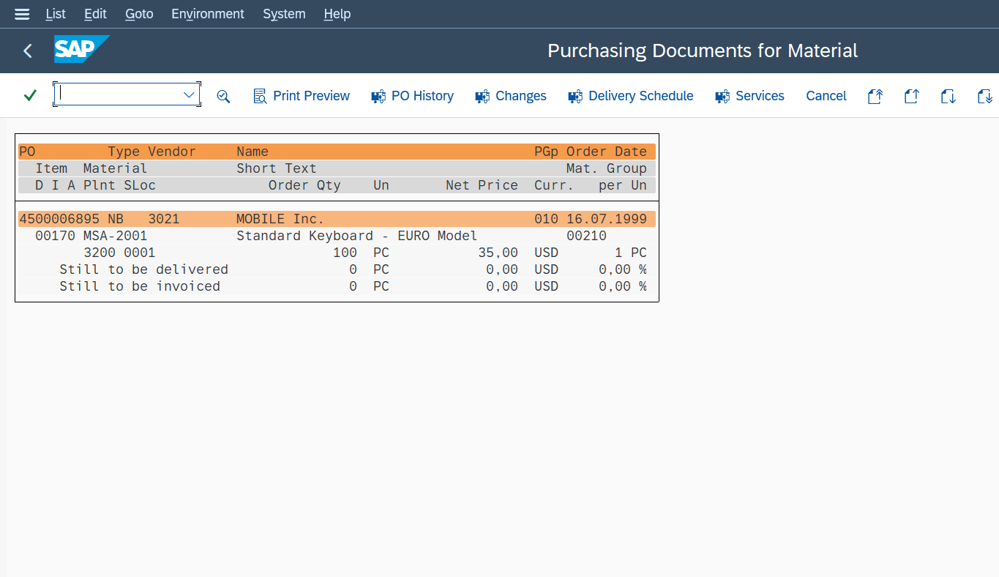 List Edit Goto Environment System Help
SAP Purchasing Documents for Material
Print Preview PO History Changes Delivery Schedule Services Cancel
PO Type Vendor Name PGp Order Date
Item Material Short Text Mat. Group
D I A Plnt SLoc Order Qty Un Net Price Curr. per Un
4500006895 NB 3021 MOBILE Inc. 010 16.07.1999
00170 MSA-2001 Standard Keyboard - EURO Model 00210
3200 0001 100 PC 35,00 USD 1 PC
Still to be delivered 0 PC 0,00 USD 0,00 %
Still to be invoiced 0 PC 0,00 USD 0,00 %